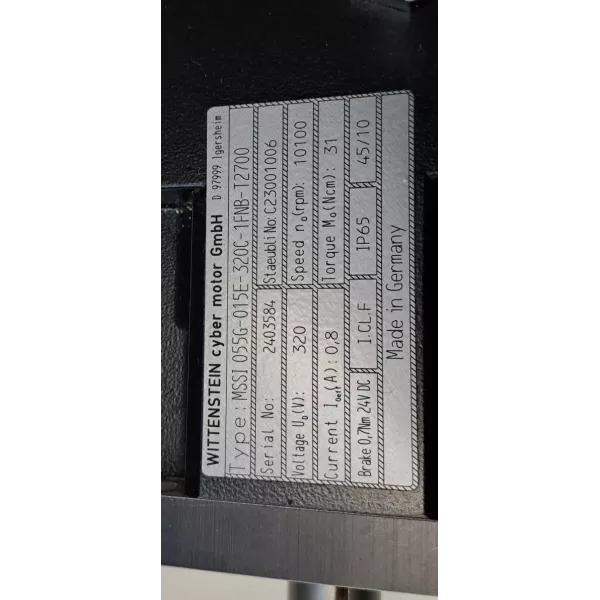 WITTENSTEIN cyber motor GmbH D 97999 Igersheim
Type: MSSI 055G-015E-320C-1FNB-T2700
Serial No: 2403584 Staeubli No: C23001006
Voltage U₀(V): 320 Speed n₀(rpm): 10100
Current I₀eff(A): 0,8 Torque M₀(Ncm): 31
Brake 0,7Nm 24V DC I.CL.F IP65 45/10
Made in Germany